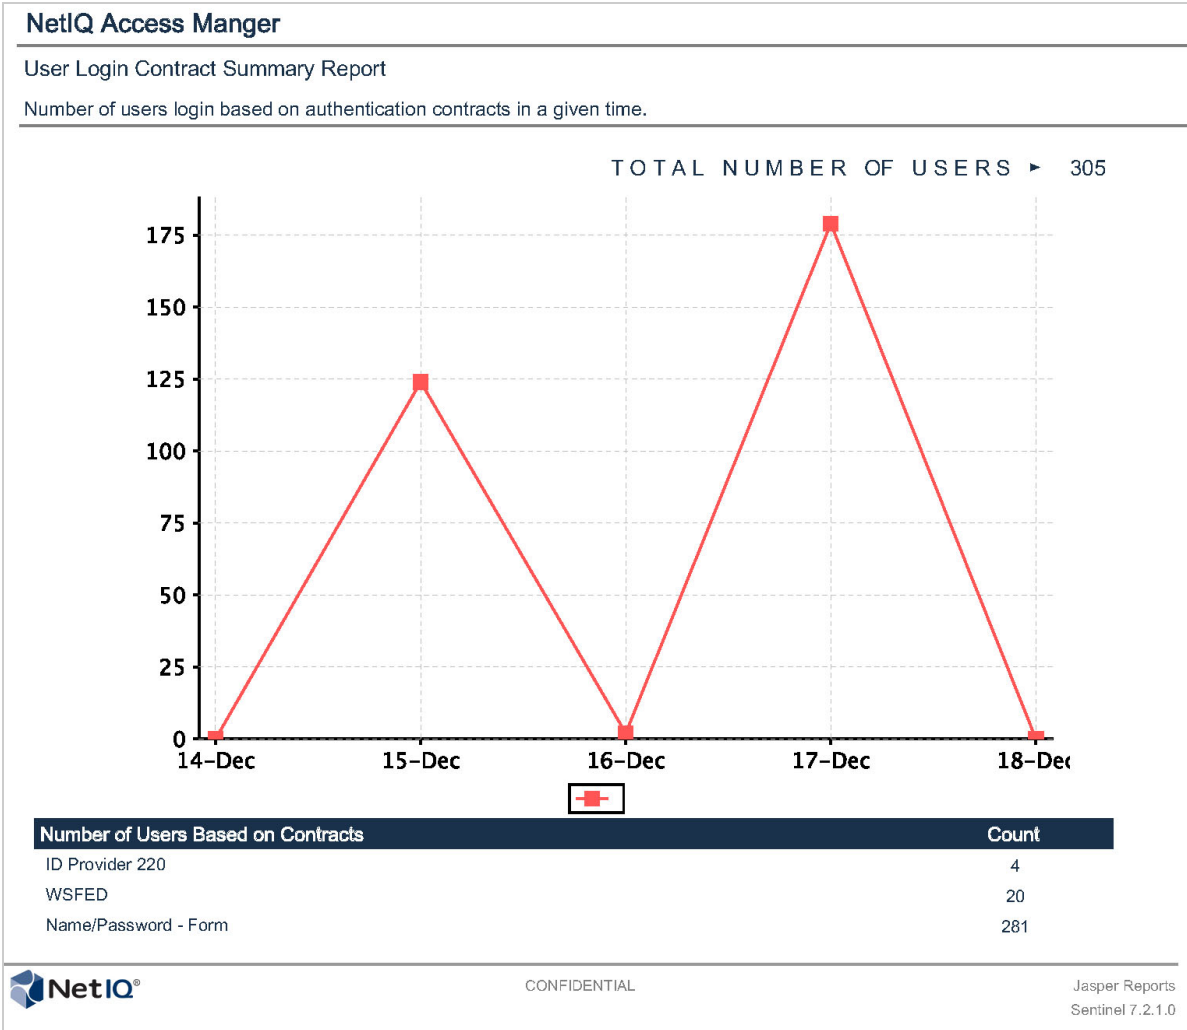 NetIQ Access Manger
User Login Contract Summary Report
Number of users login based on authentication contracts in a given time.
TOTAL NUMBER OF USERS ► 305
175
150
125
100
75
50
25
0
14-Dec 15-Dec 16-Dec 17-Dec 18-Dec
Number of Users Based on Contracts Count
ID Provider 220 4
WSFED 20
Name/Password - Form 281
NetIQ® CONFIDENTIAL Jasper Reports
Sentinel 7.2.1.0